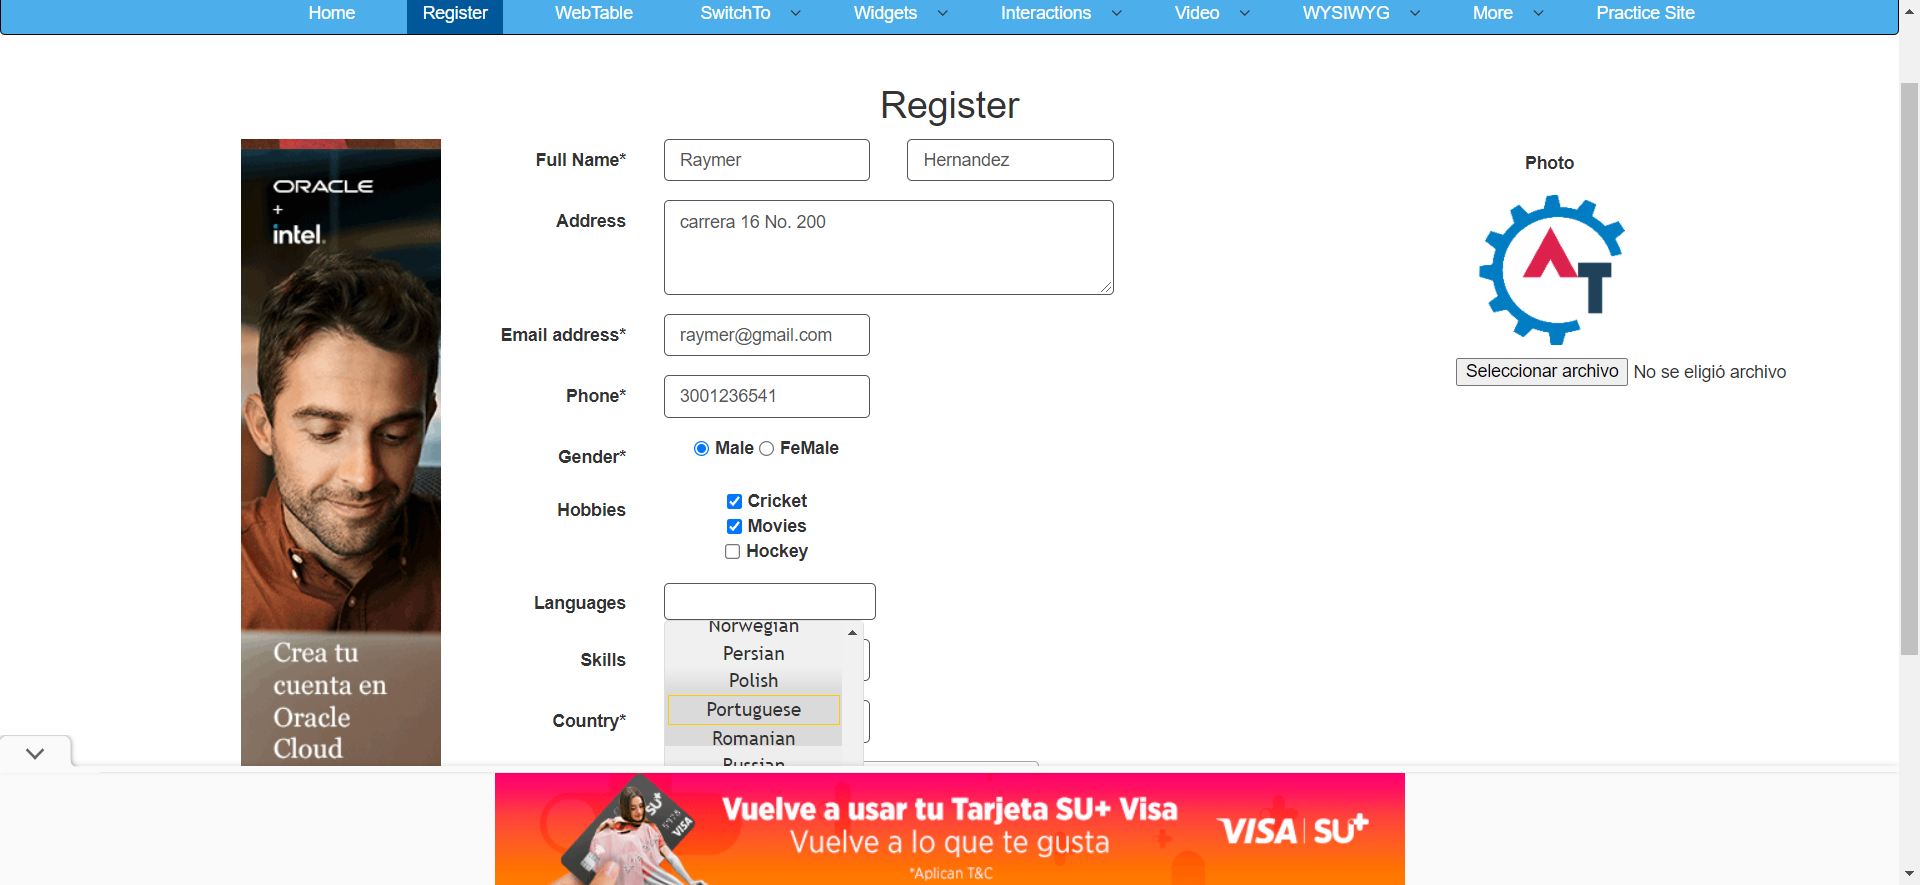 Home Register WebTable SwitchTo Widgets Interactions Video WYSIWYG More Practice Site
Register
ORACLE
+
intel.
Crea tu
cuenta en
Oracle
Cloud
Full Name* Raymer Hernandez
Address carrera 16 No. 200
Email address* raymer@gmail.com
Phone* 3001236541
Gender* Male FeMale
Hobbies Cricket
Movies
Hockey
Languages
Norwegian
Persian
Polish
Portuguese
Romanian
Russian
Skills
Country*
Photo
AT
Seleccionar archivo No se eligió archivo
SU+
VISA
Vuelve a usar tu Tarjeta SU+ Visa
Vuelve a lo que te gusta
*Aplican T&C
VISA | SU+